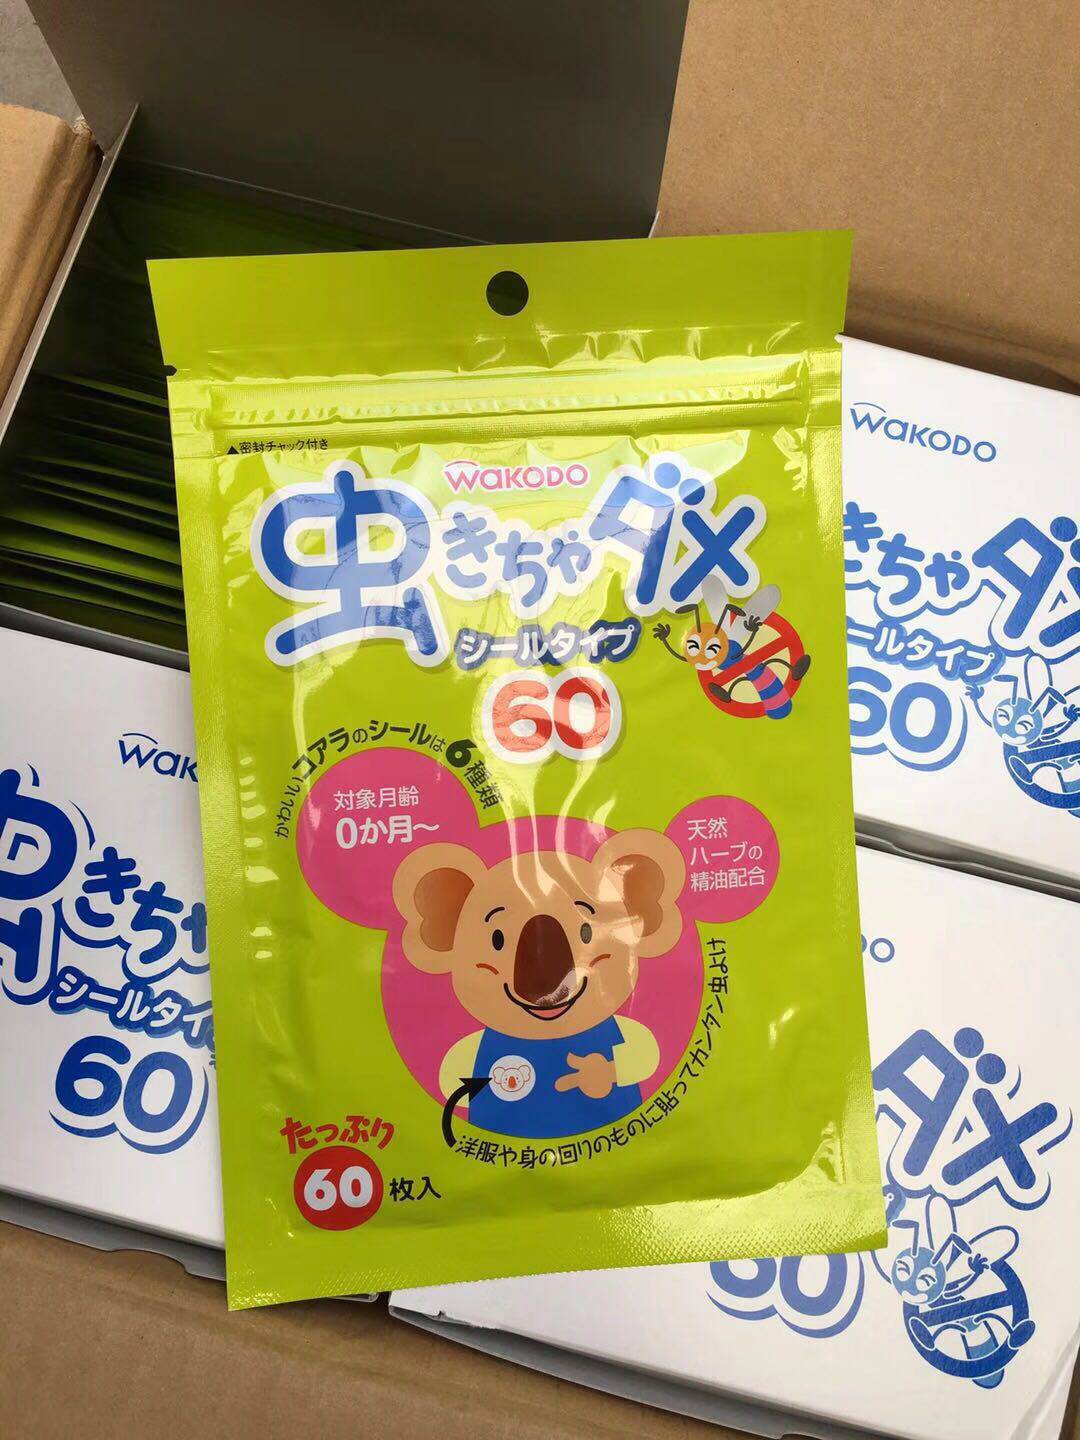 ▲密封チャック付き
WAKODO
虫きちゃダメ
シールタイプ
60
かわいいコアラのシールは6種類
対象月齢
0か月〜
天然
ハーブの
精油配合
洋服や身の回りのものに貼ってカンタン虫よけ
たっぷり
60枚入
WAKODO
きちゃダ
ールタイプ
60
Wak
虫きち
シールタイ
60
DO
ダメ
プ
60